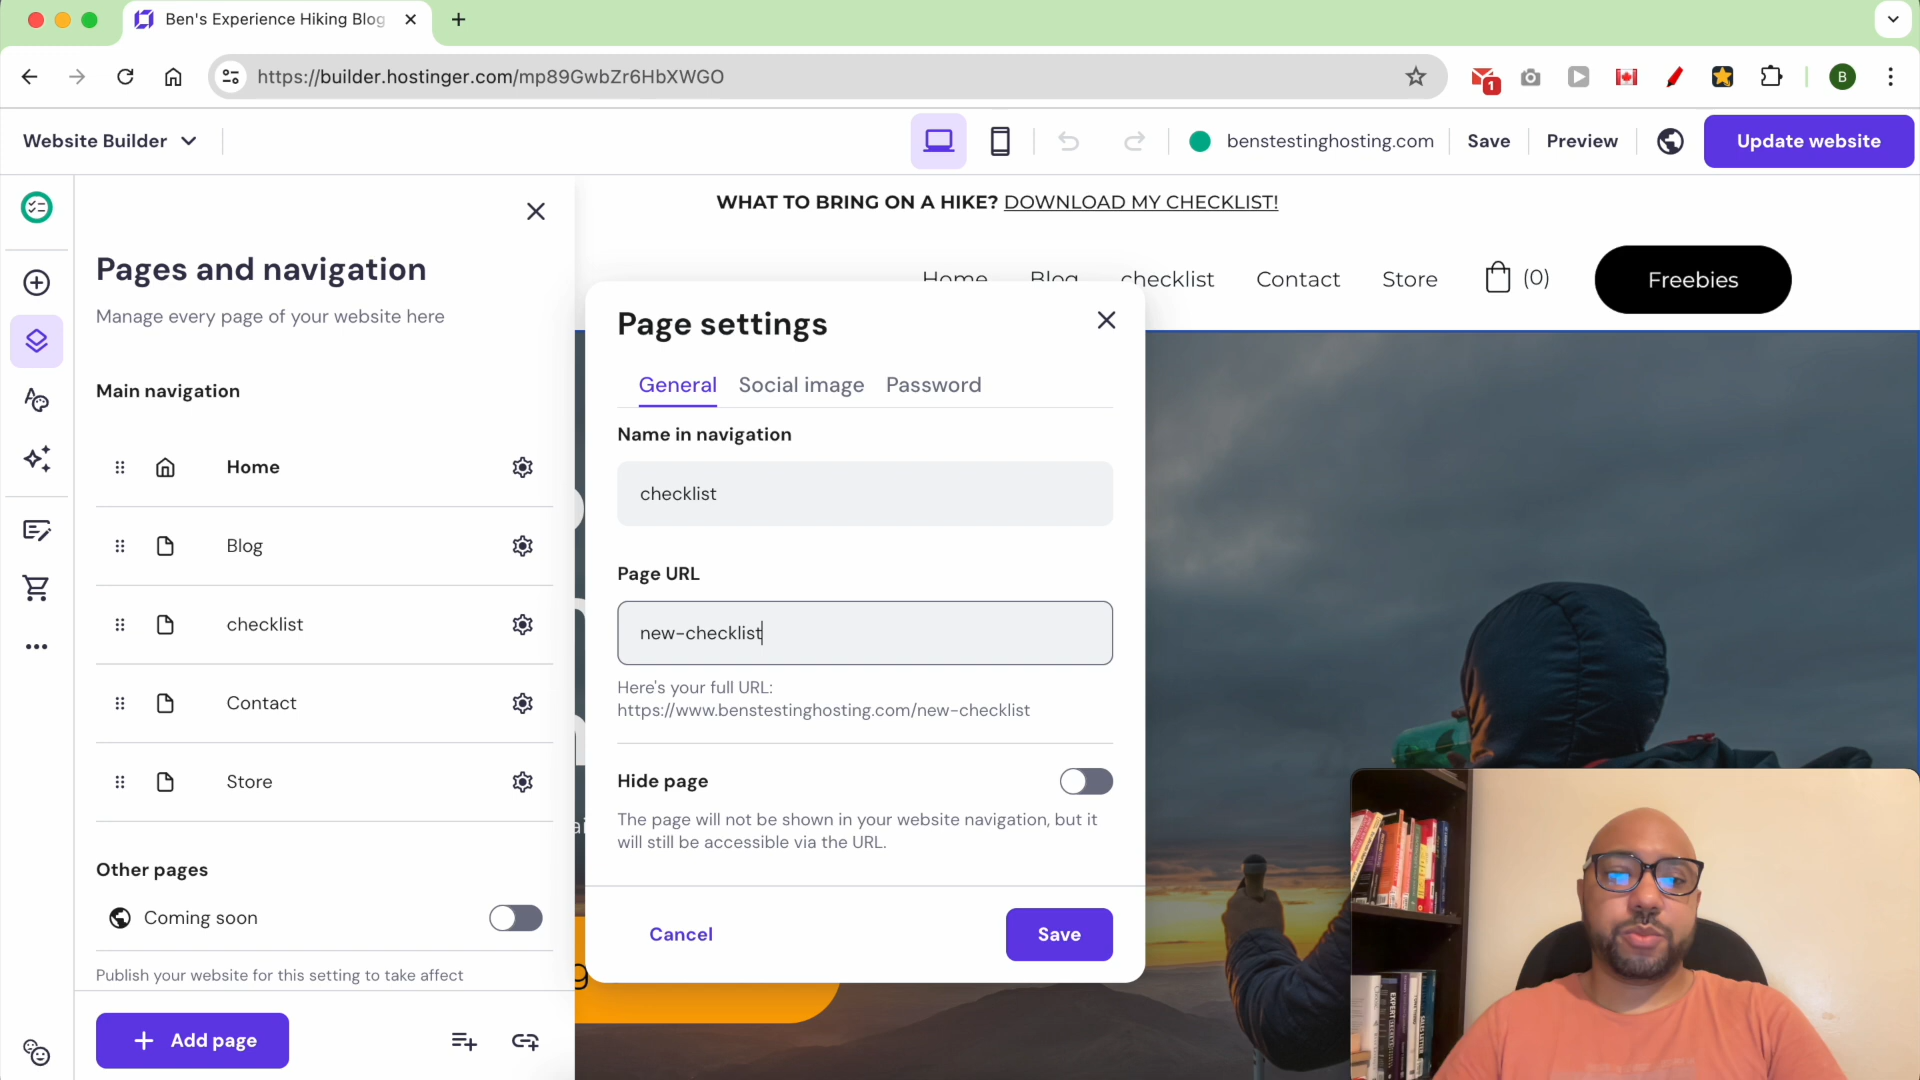 Ben's Experience Hiking Blog
https://builder.hostinger.com/mp89GwbZr6HbXWGO
1
B
Website Builder
benstestinghosting.com
Save
Preview
Update website
WHAT TO BRING ON A HIKE? DOWNLOAD MY CHECKLIST!
Home
Blog
checklist
Contact
Store
(0)
Freebies
Pages and navigation
Manage every page of your website here
Main navigation
Home
Blog
checklist
Contact
Store
Other pages
Coming soon
Publish your website for this setting to take affect
Add page
Page settings
General
Social image
Password
Name in navigation
checklist
Page URL
new-checklist
Here's your full URL:
https://www.benstestinghosting.com/new-checklist
Hide page
The page will not be shown in your website navigation, but it
will still be accessible via the URL.
Cancel
Save